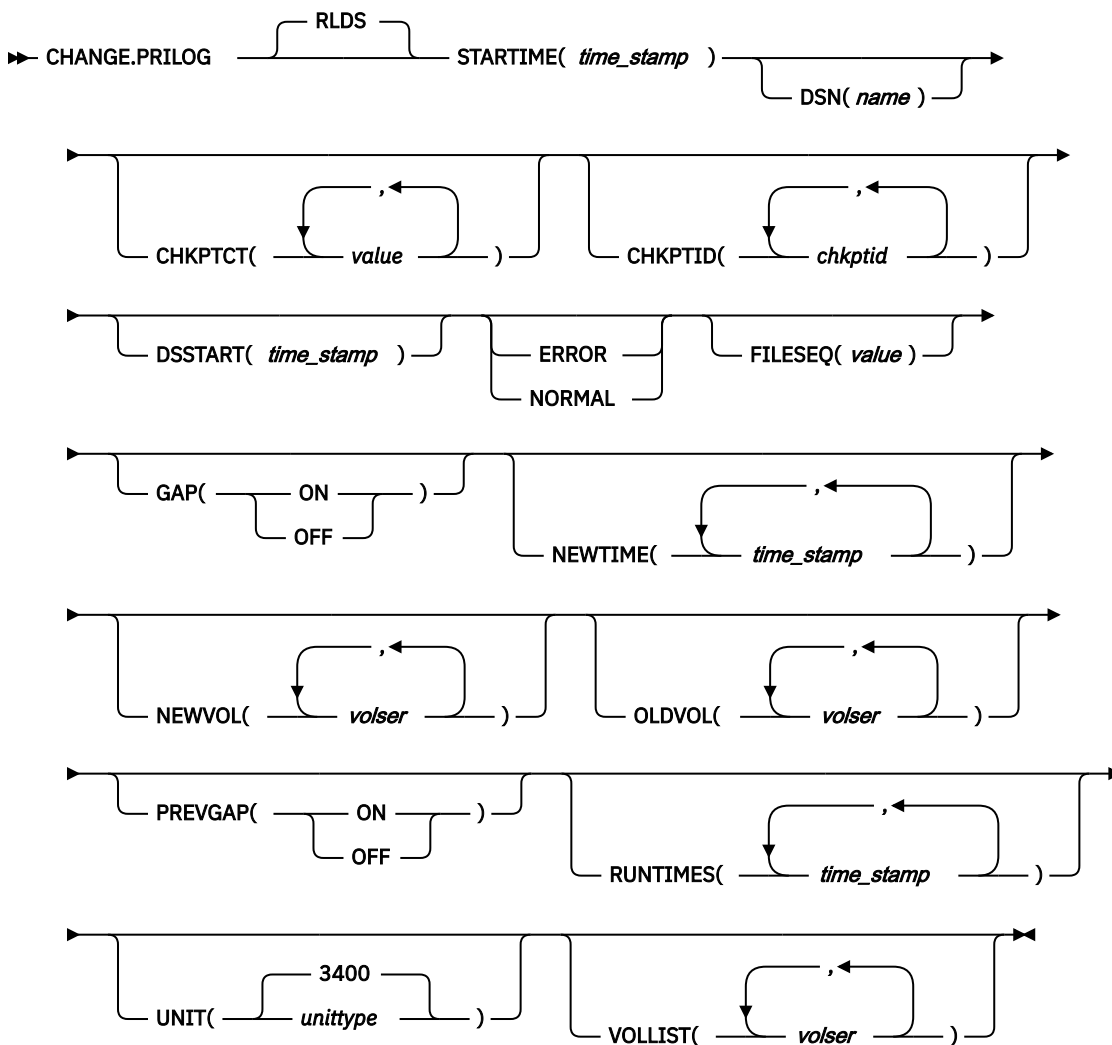 RLDS
CHANGE.PRILOG STARTIME( time_stamp )
DSN( name )
, ,
CHKPTCT( value ) CHKPTID( chkptid )
DSSTART( time_stamp ) ERROR FILESEQ( value )
NORMAL
GAP( ON )
OFF
,
NEWTIME( time_stamp )
, ,
NEWVOL( volser ) OLDVOL( volser )
PREVGAP( ON )
OFF
,
RUNTIMES( time_stamp )
3400
UNIT( unittype )
,
VOLLIST( volser )